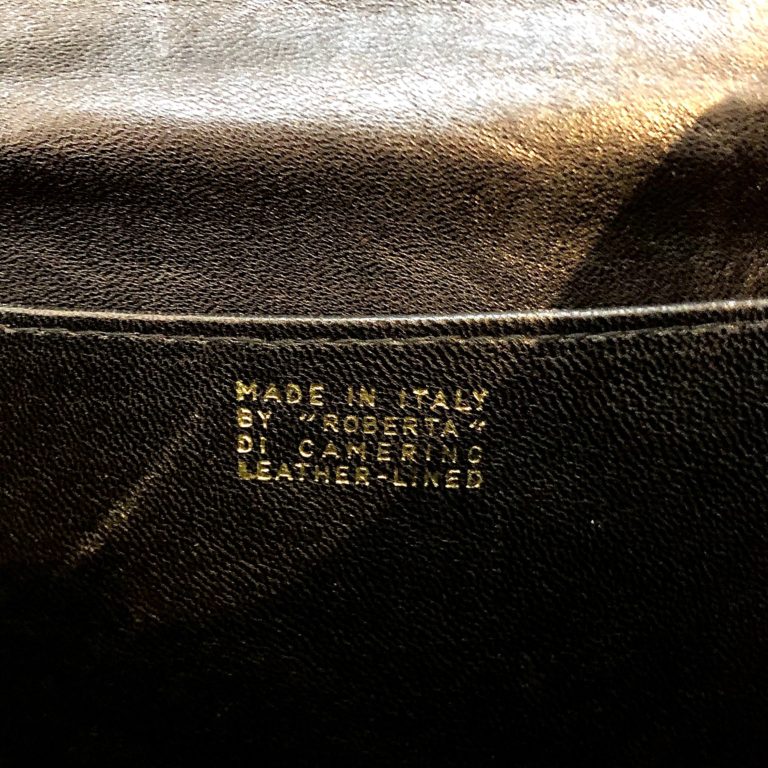 MADE IN ITALY
BY "ROBERTA"
DI CAMERINO
LEATHER-LINED